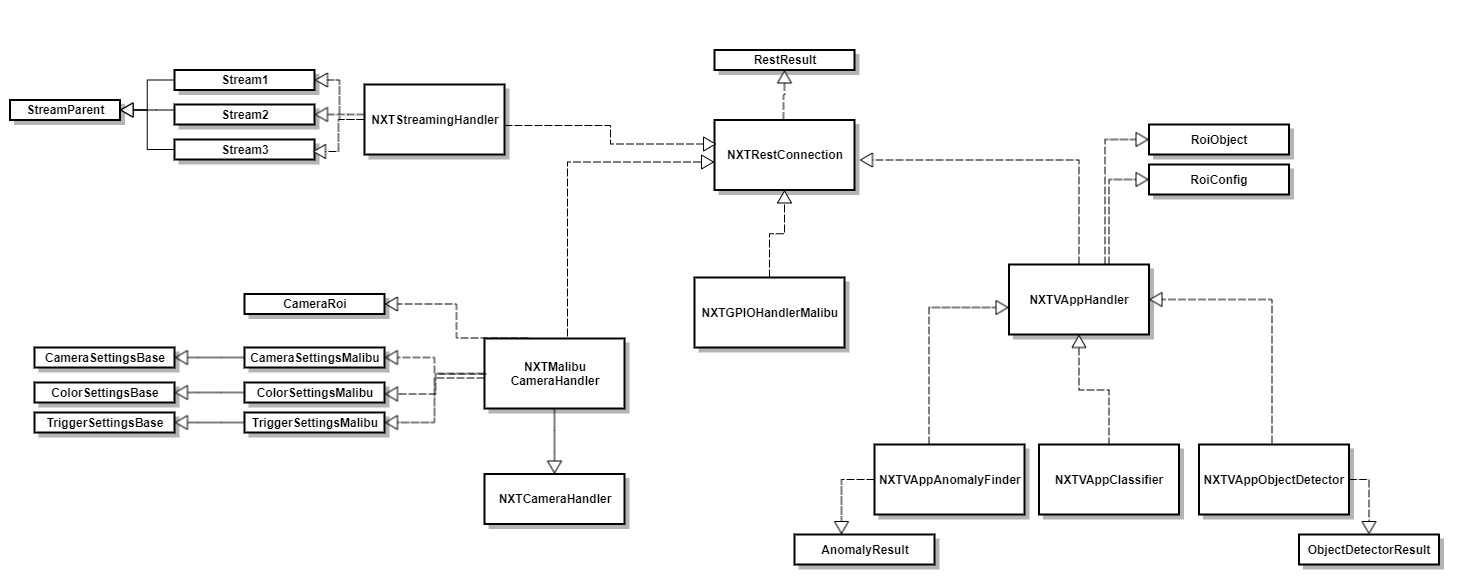 RestResult
Stream1
StreamParent
Stream2
NXTStreamingHandler
Stream3
NXTRestConnection
RoiObject
RoiConfig
CameraRoi
NXTGPIOHandlerMalibu
NXTVAppHandler
CameraSettingsBase
CameraSettingsMalibu
NXTMalibu
CameraHandler
ColorSettingsBase
ColorSettingsMalibu
TriggerSettingsBase
TriggerSettingsMalibu
NXTCameraHandler
NXTVAppAnomalyFinder
NXTVAppClassifier
NXTVAppObjectDetector
AnomalyResult
ObjectDetectorResult